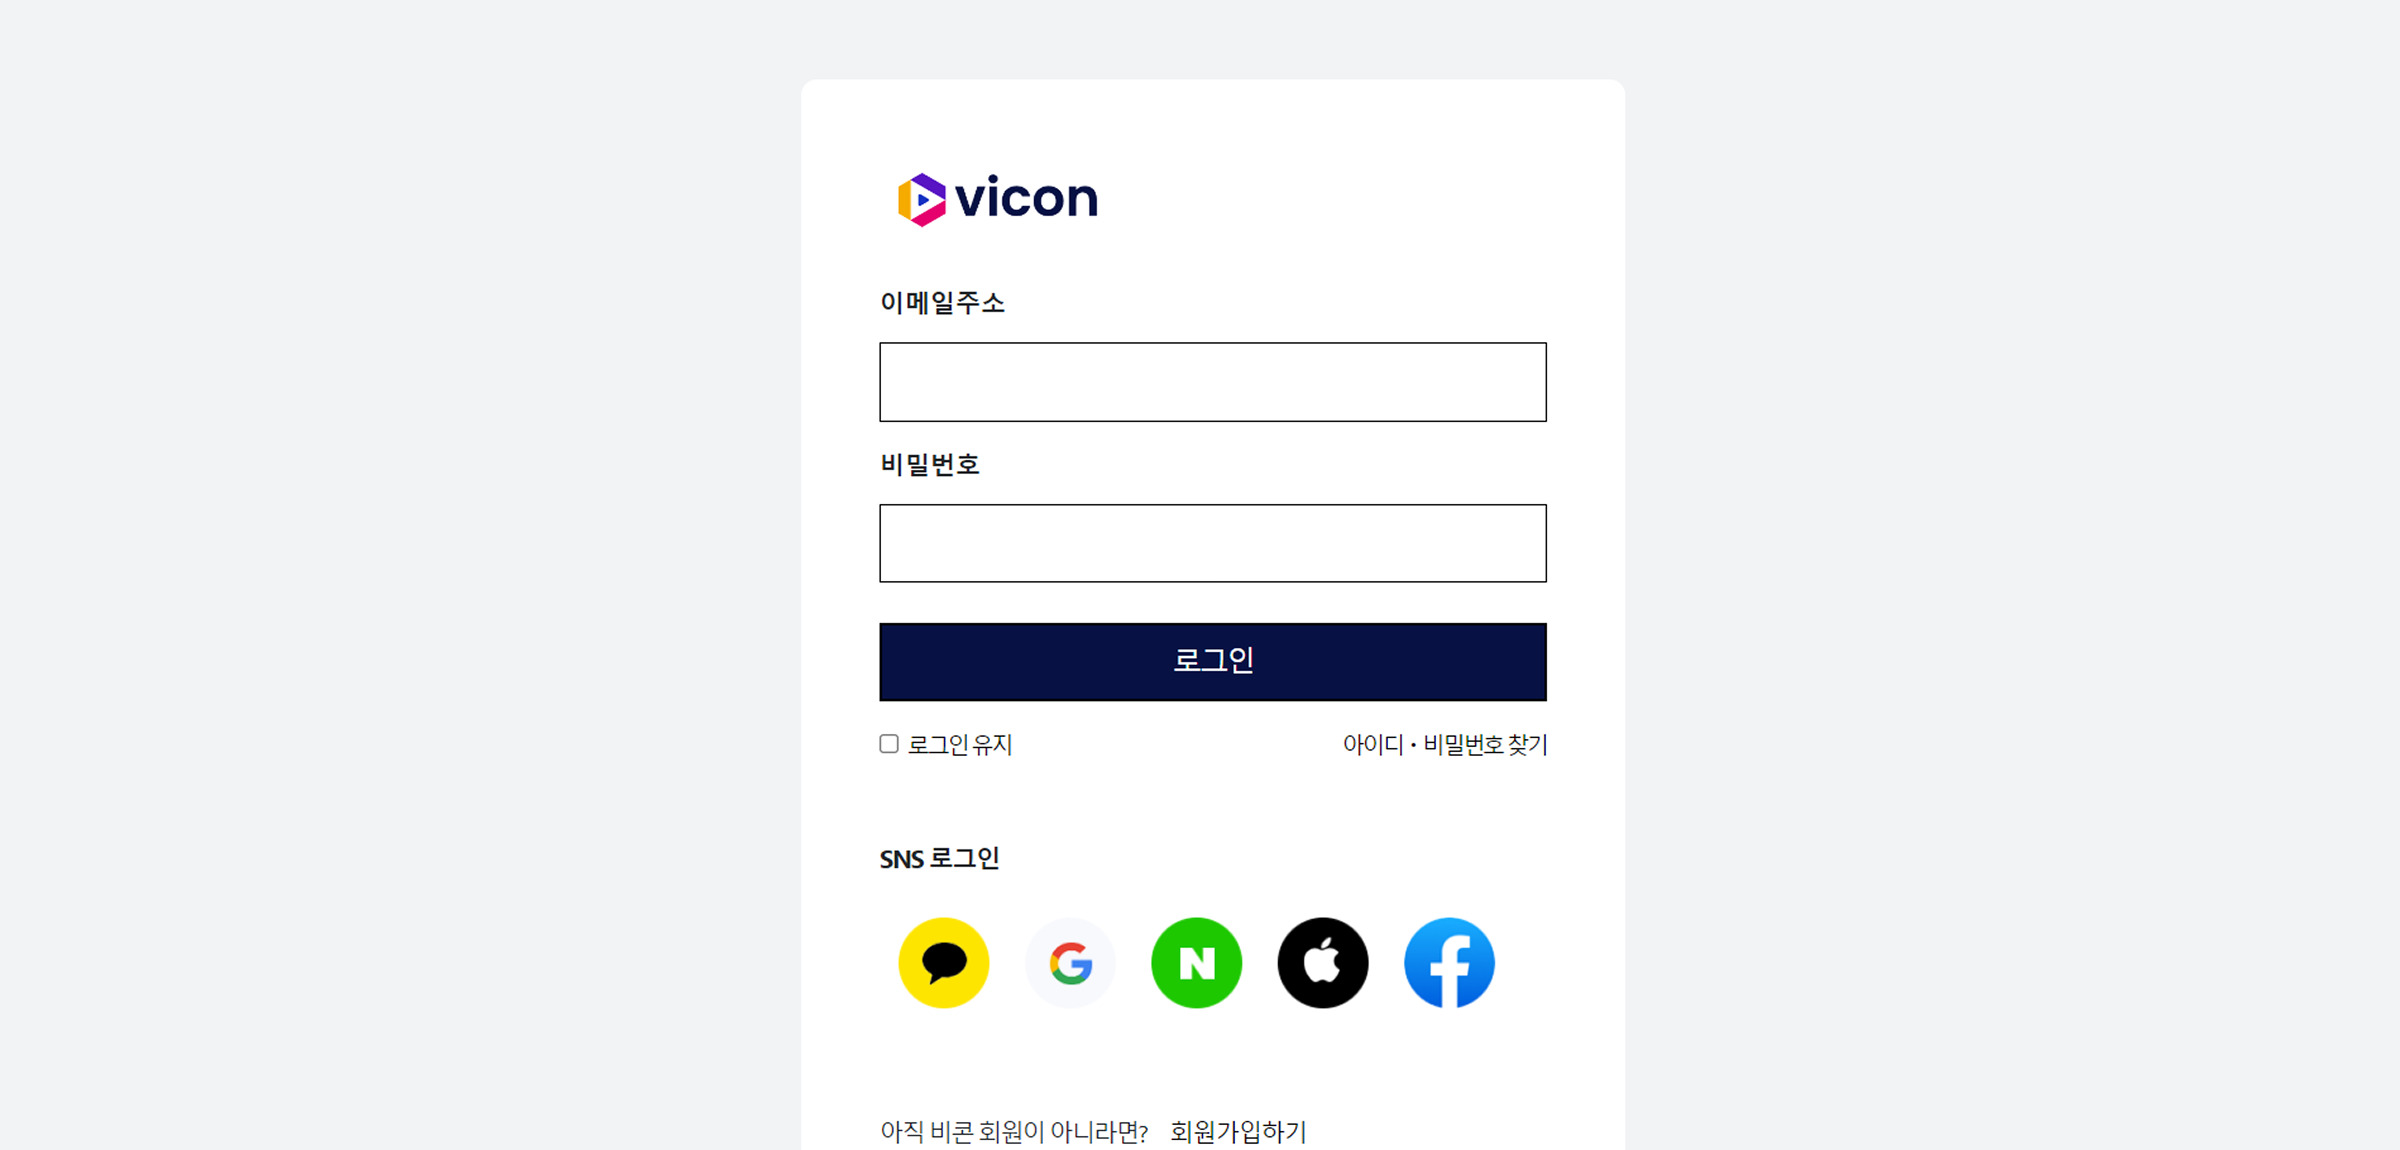 vicon
이메일주소
비밀번호
로그인
로그인 유지 아이디 · 비밀번호 찾기
SNS 로그인
아직 비콘 회원이 아니라면? 회원가입하기